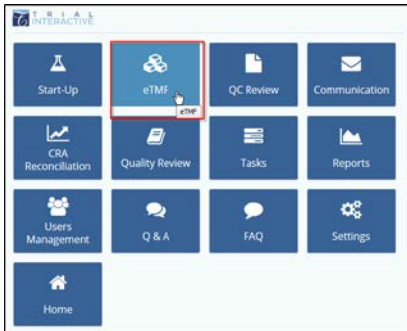 TRIAL
INTERACTIVE
Start-Up
eTMF
QC Review
Communication
eTMF
CRA
Reconciliation
Quality Review
Tasks
Reports
Users
Management
Q & A
FAQ
Settings
Home